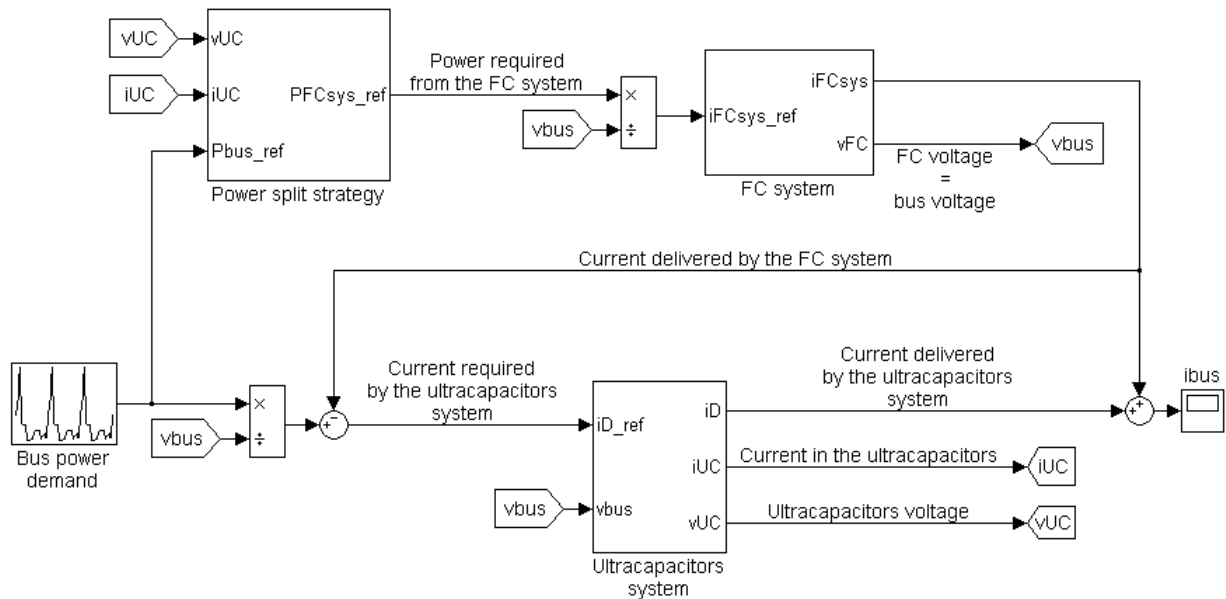 vUC
vUC
iUC
iUC
PFCsys_ref
Pbus_ref
Power split strategy
Power required
from the FC system
vbus
×
÷
iFCsys_ref
iFCsys
vFC
FC system
FC voltage
=
bus voltage
vbus
Current delivered by the FC system
Bus power
demand
vbus
×
÷
+
−
Current required
by the ultracapacitors
system
iD_ref
vbus
vbus
iD
iUC
vUC
Ultracapacitors
system
Current delivered
by the ultracapacitors
system
Current in the ultracapacitors
iUC
Ultracapacitors voltage
vUC
+
+
ibus